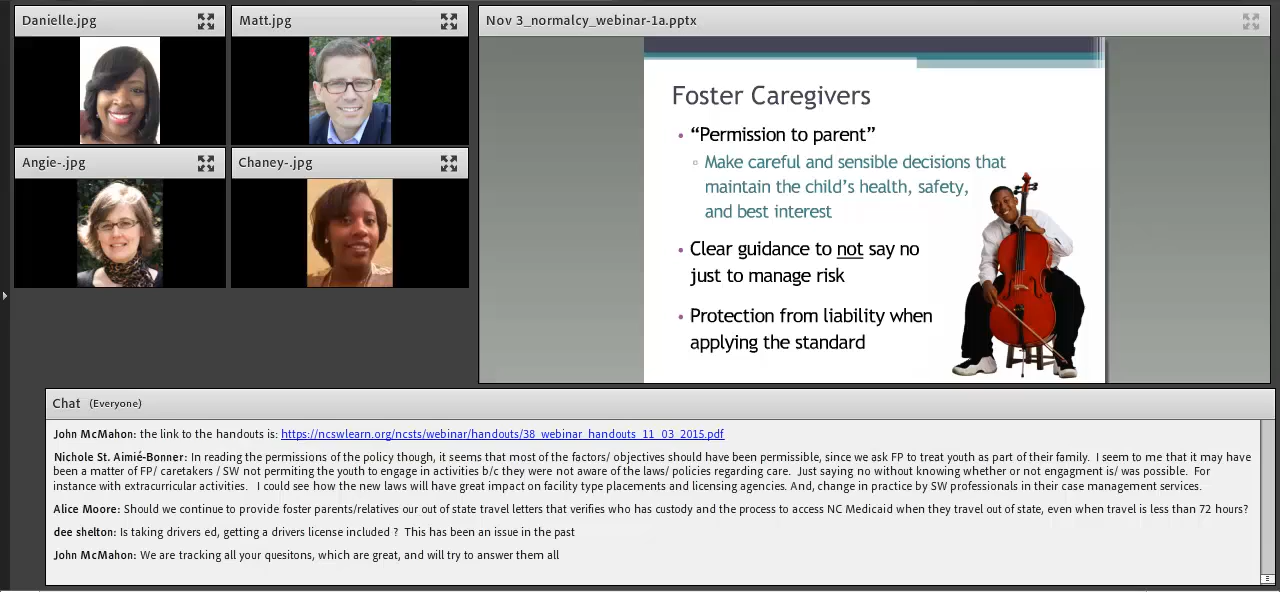 Danielle.jpg
Matt.jpg
Nov 3_normalcy_webinar-1a.pptx
Angie-.jpg
Chaney-.jpg
Foster Caregivers
• “Permission to parent”
▫ Make careful and sensible decisions that
maintain the child’s health, safety,
and best interest
• Clear guidance to not say no
just to manage risk
• Protection from liability when
applying the standard
Chat (Everyone)
John McMahon: the link to the handouts is: https://ncswlearn.org/ncsts/webinar/handouts/38_webinar_handouts_11_03_2015.pdf
Nichole St. Aimié-Bonner: In reading the permissions of the policy though, it seems that most of the factors/ objectives should have been permissible, since we ask FP to treat youth as part of their family.  I seem to me that it may have
been a matter of FP/ caretakers / SW not permiting the youth to engage in activities b/c they were not aware of the laws/ policies regarding care.  Just saying no without knowing whether or not engagment is/ was possible.  For
instance with extracurricular activities.   I could see how the new laws will have great impact on facility type placements and licensing agencies. And, change in practice by SW professionals in their case management services.
Alice Moore: Should we continue to provide foster parents/relatives our out of state travel letters that verifies who has custody and the process to access NC Medicaid when they travel out of state, even when travel is less than 72 hours?
dee shelton: Is taking drivers ed, getting a drivers license included ?  This has been an issue in the past
John McMahon: We are tracking all your quesitons, which are great, and will try to answer them all